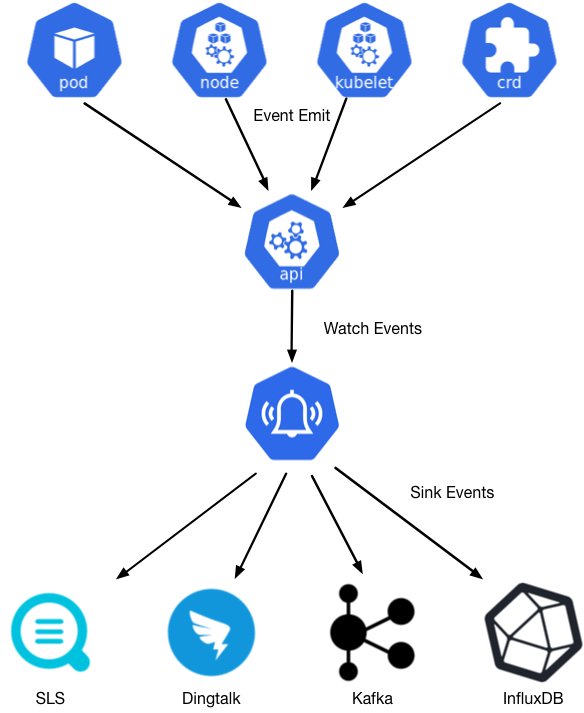 pod
node
kubelet
crd
Event Emit
api
Watch Events
Sink Events
SLS
Dingtalk
Kafka
InfluxDB